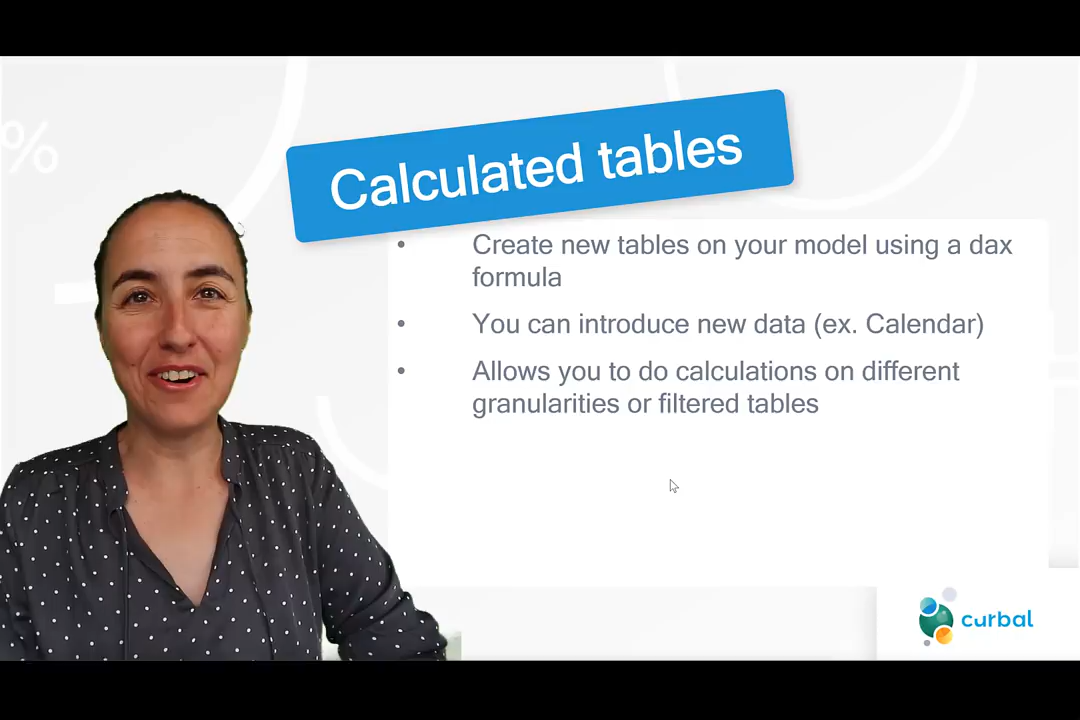 %
Calculated tables
• Create new tables on your model using a dax
formula
• You can introduce new data (ex. Calendar)
• Allows you to do calculations on different
granularities or filtered tables
curbal